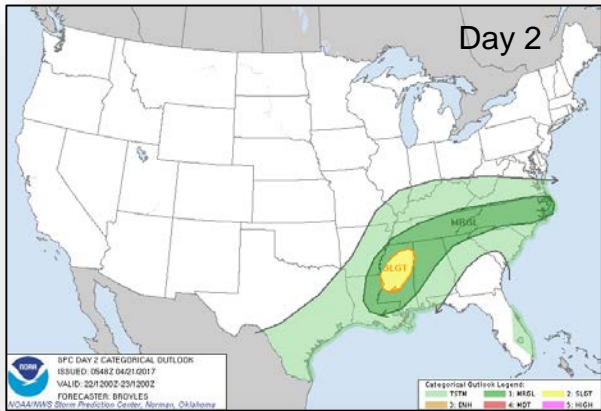 Day 2
MRGL
SLGT
NOAA
SPC DAY 2 CATEGORICAL OUTLOOK
ISSUED: 0548Z 04/21/2017
VALID: 22/1200Z-23/1200Z
FORECASTER: BROYLES
NOAA/NWS Storm Prediction Center, Norman, Oklahoma
Categorical Outlook Legend:
TSTM 1: MRGL 2: SLGT
3: ENH 4: MDT 5: HIGH